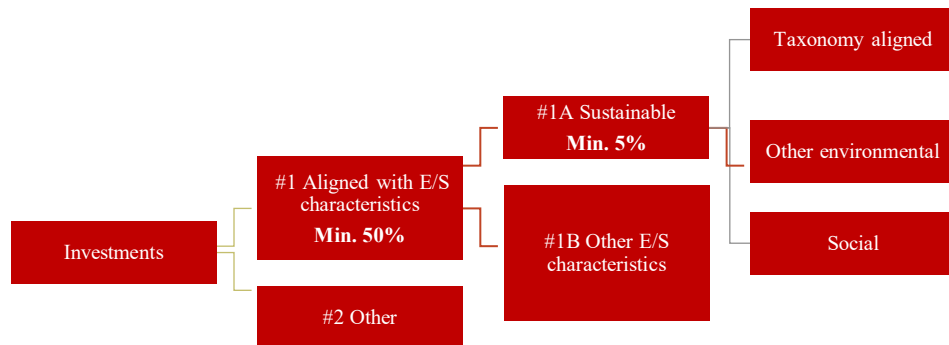 Investments
#1 Aligned with E/S
characteristics
Min. 50%
#2 Other
#1A Sustainable
Min. 5%
#1B Other E/S
characteristics
Taxonomy aligned
Other environmental
Social